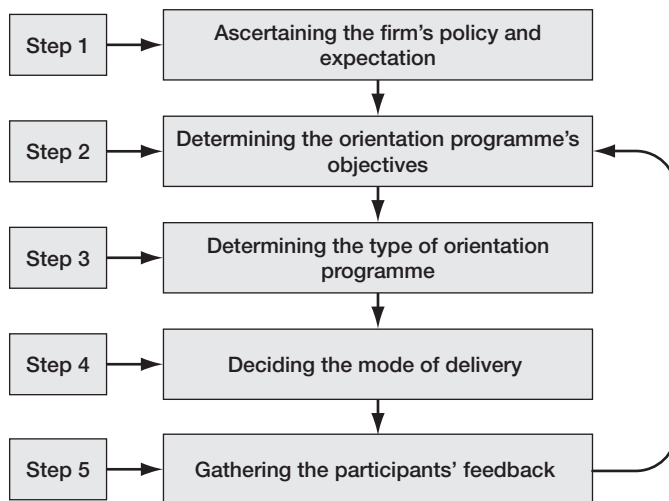 Step 1
Ascertaining the firm's policy and
expectation
Step 2
Determining the orientation programme's
objectives
Step 3
Determining the type of orientation
programme
Step 4
Deciding the mode of delivery
Step 5
Gathering the participants' feedback